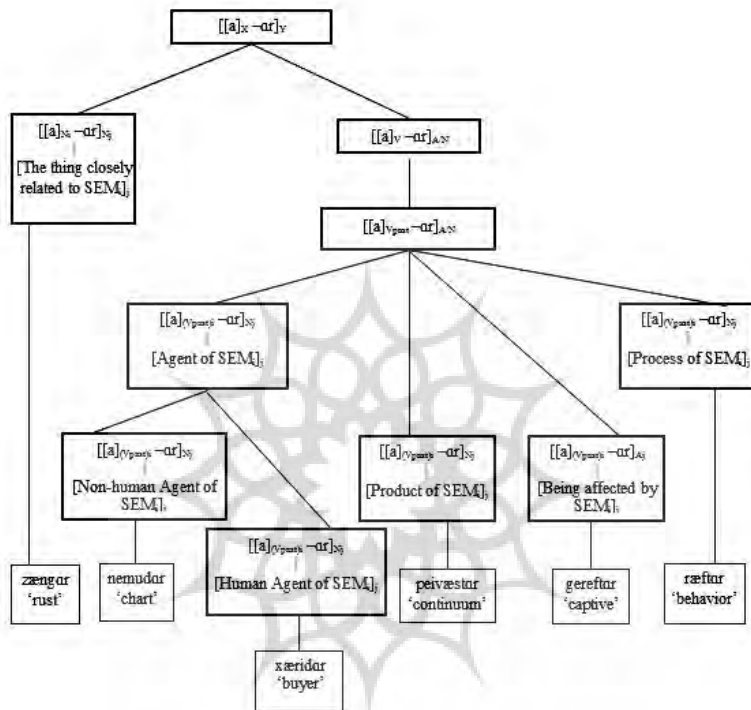 [[a]X –ɑr]Y
[[a]Ni –ɑr]Nj
[The thing closely
related to SEMi]j
[[a]V –ɑr]A/N
[[a]Vpast –ɑr]A/N
[[a](Vpast)i –ɑr]Nj
[Agent of SEMi]j
[[a](Vpast)i –ɑr]Nj
[Process of SEMi]j
[[a](Vpast)i –ɑr]Nj
[Non-human Agent of
SEMi]j
[[a](Vpast)i –ɑr]Nj
[Product of SEMi]j
[[a](Vpast)i –ɑr]Aj
[Being affected by
SEMi]j
[[a](Vpast)i –ɑr]Nj
[Human Agent of SEMi]j
zængɑr
‘rust’
nemudɑr
‘chart’
peivæstɑr
‘continuum’
gereftɑr
‘captive’
ræftɑr
‘behavior’
xæridɑr
‘buyer’